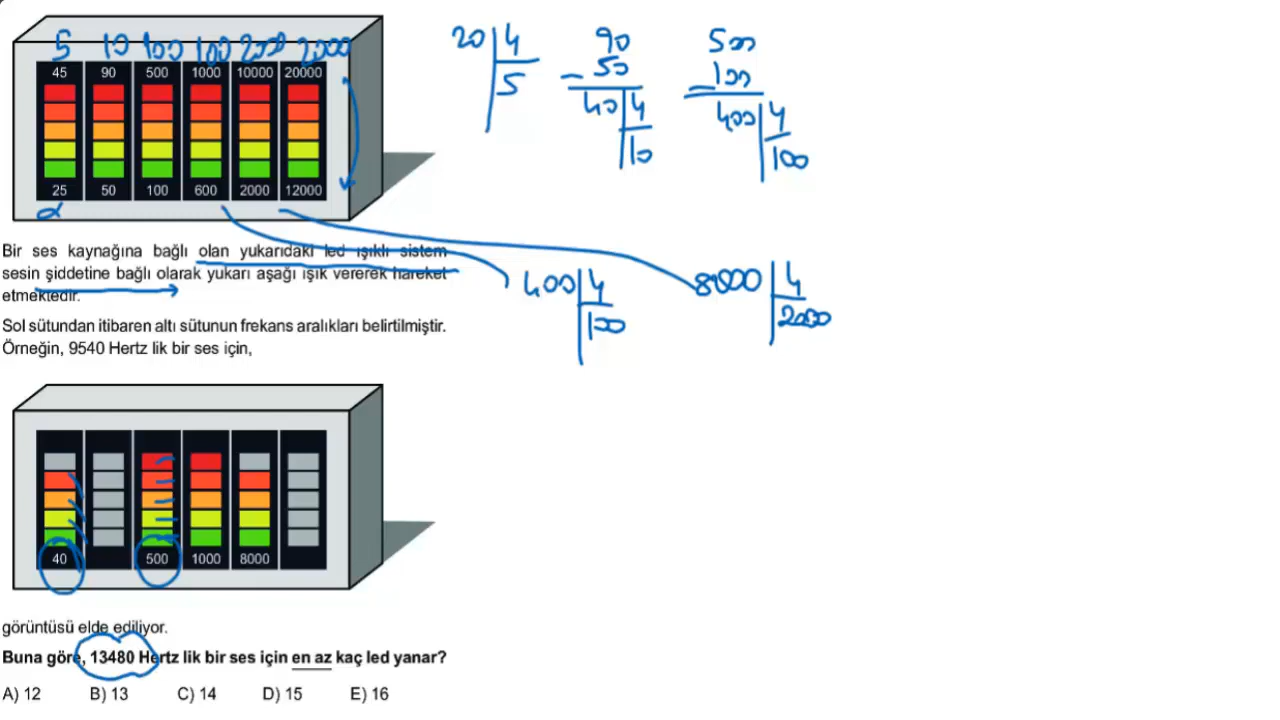 5 10 100 100 2000 2000
45 90 500 1000 10000 20000
25 50 100 600 2000 12000
20 4
5
90
- 50
40 4
10
500
- 100
400 4
100
Bir ses kaynağına bağlı olan yukarıdaki led ışıklı sistem
sesin şiddetine bağlı olarak yukarı aşağı ışık vererek hareket
etmektedir.
400 4
100
8000 4
2000
Sol sütundan itibaren altı sütunun frekans aralıkları belirtilmiştir.
Örneğin, 9540 Hertz lik bir ses için,
40 500 1000 8000
görüntüsü elde ediliyor.
Buna göre, 13480 Hertz lik bir ses için en az kaç led yanar?
A) 12 B) 13 C) 14 D) 15 E) 16